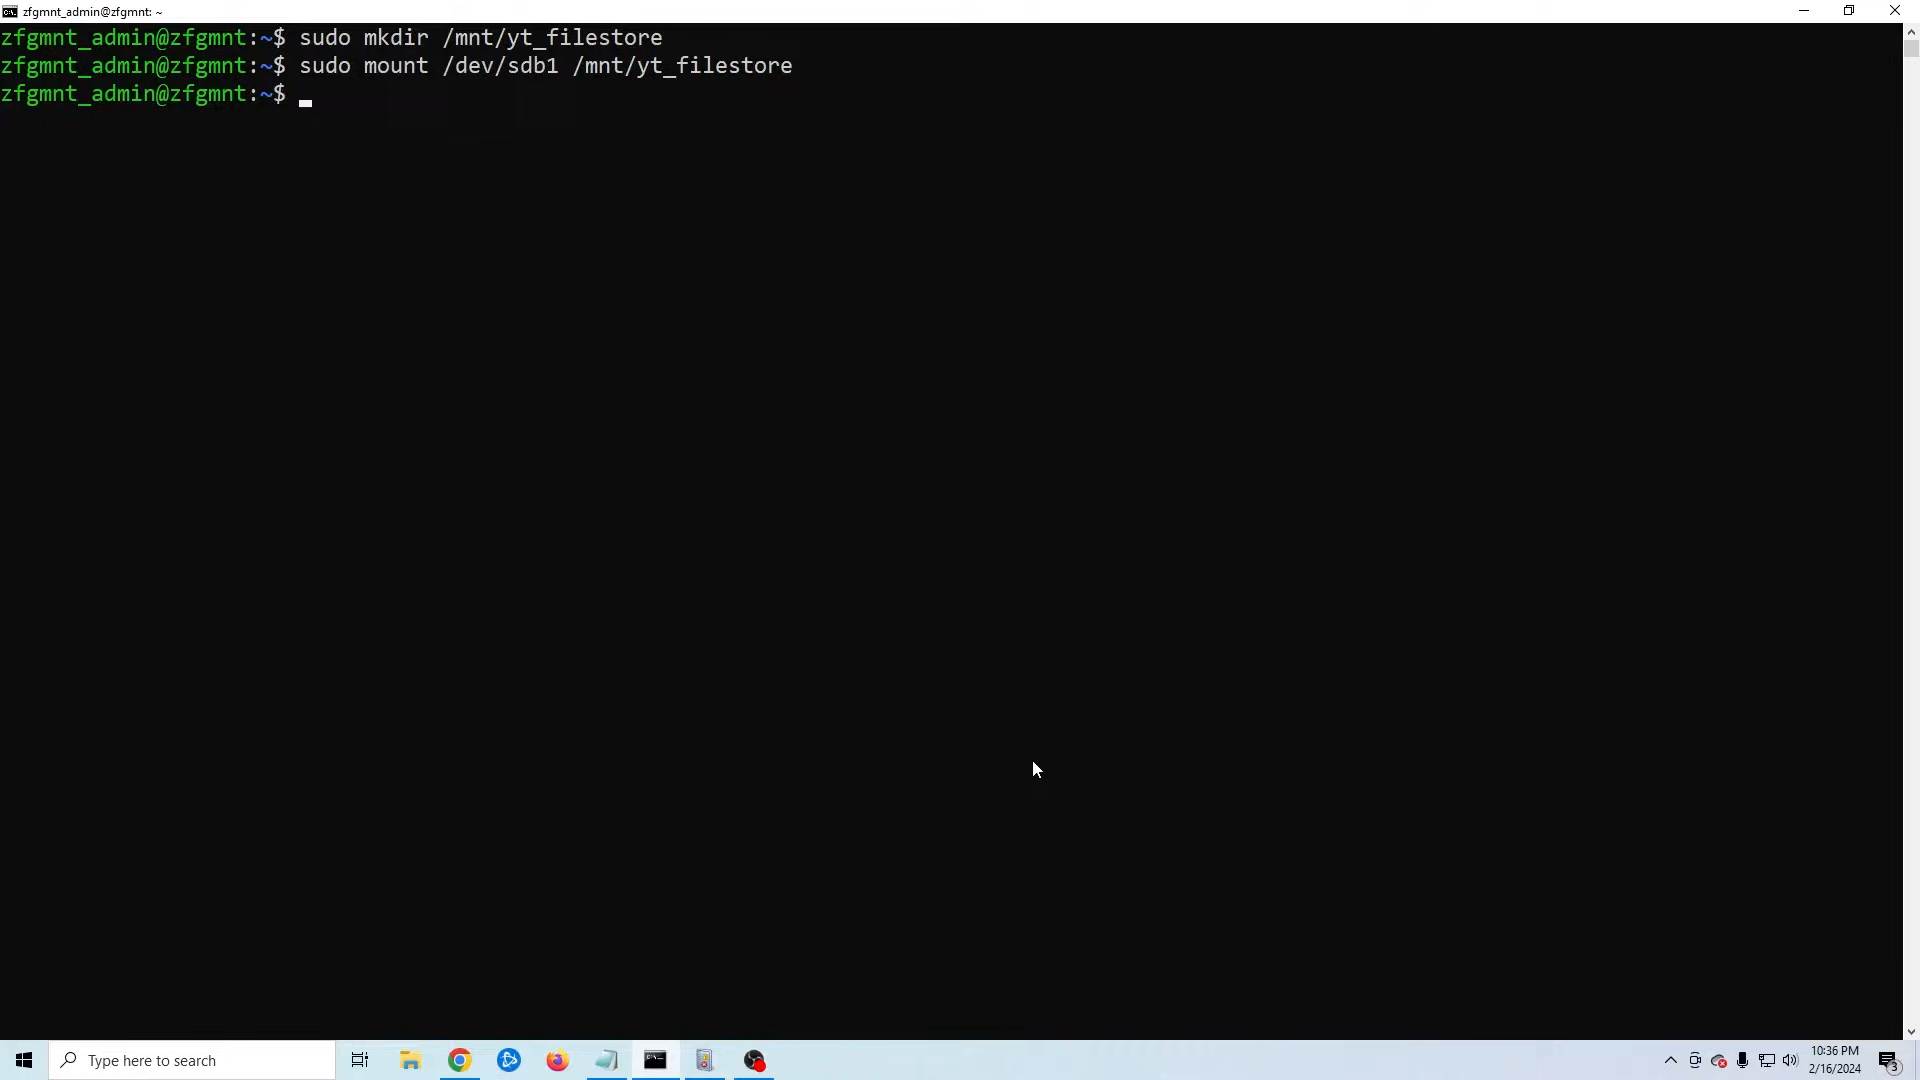 zfgmnt_admin@zfgmnt: ~
zfgmnt_admin@zfgmnt:~$ sudo mkdir /mnt/yt_filestore
zfgmnt_admin@zfgmnt:~$ sudo mount /dev/sdb1 /mnt/yt_filestore
zfgmnt_admin@zfgmnt:~$
Type here to search
10:36 PM
2/16/2024
3